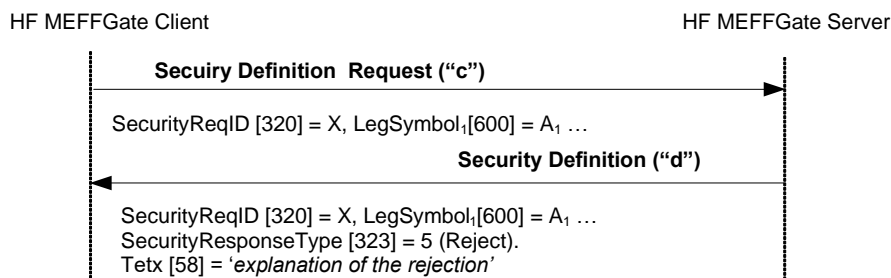 HF MEFFGate Client
HF MEFFGate Server
Secuiry Definition Request (“c”)
SecurityReqID [320] = X, LegSymbol₁[600] = A₁ …
Security Definition (“d”)
SecurityReqID [320] = X, LegSymbol₁[600] = A₁ …
SecurityResponseType [323] = 5 (Reject).
Tetx [58] = ‘explanation of the rejection’